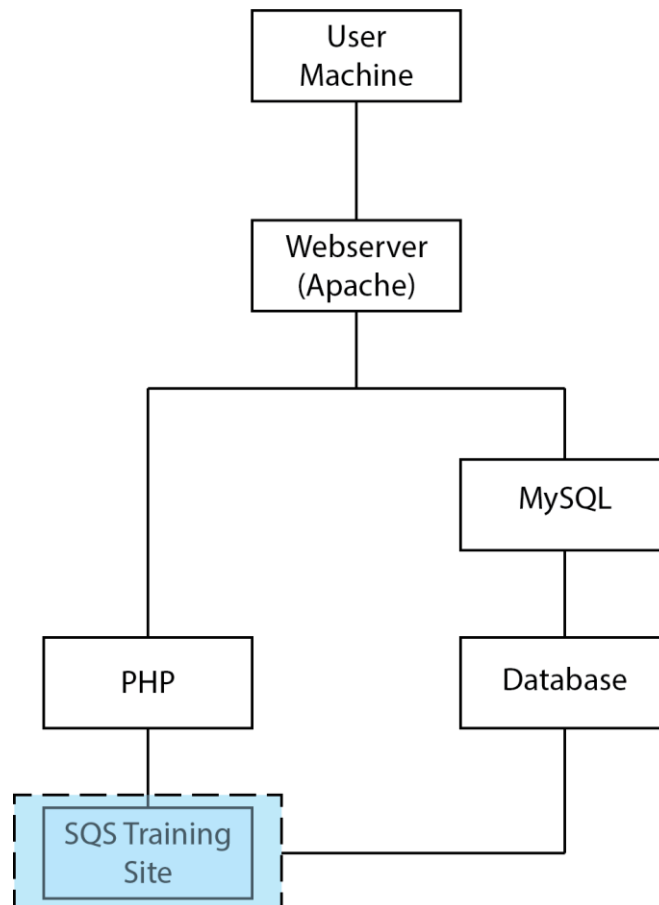 User
Machine
Webserver
(Apache)
MySQL
PHP
Database
SQS Training
Site